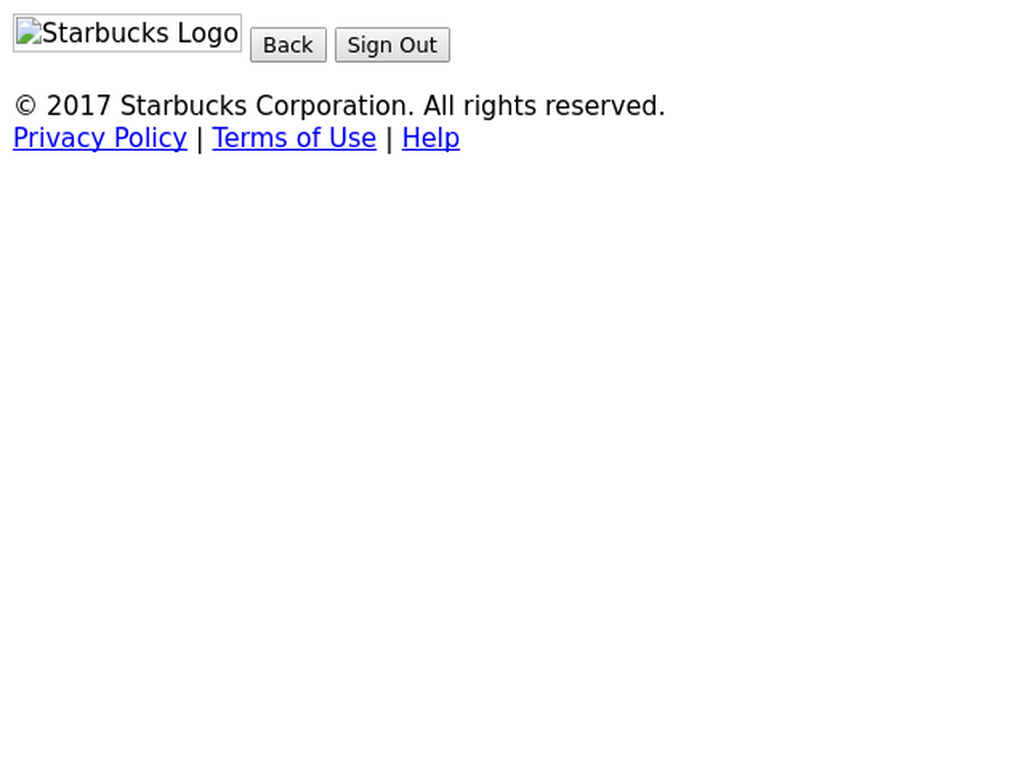 Starbucks Logo Back Sign Out
© 2017 Starbucks Corporation. All rights reserved.
Privacy Policy | Terms of Use | Help